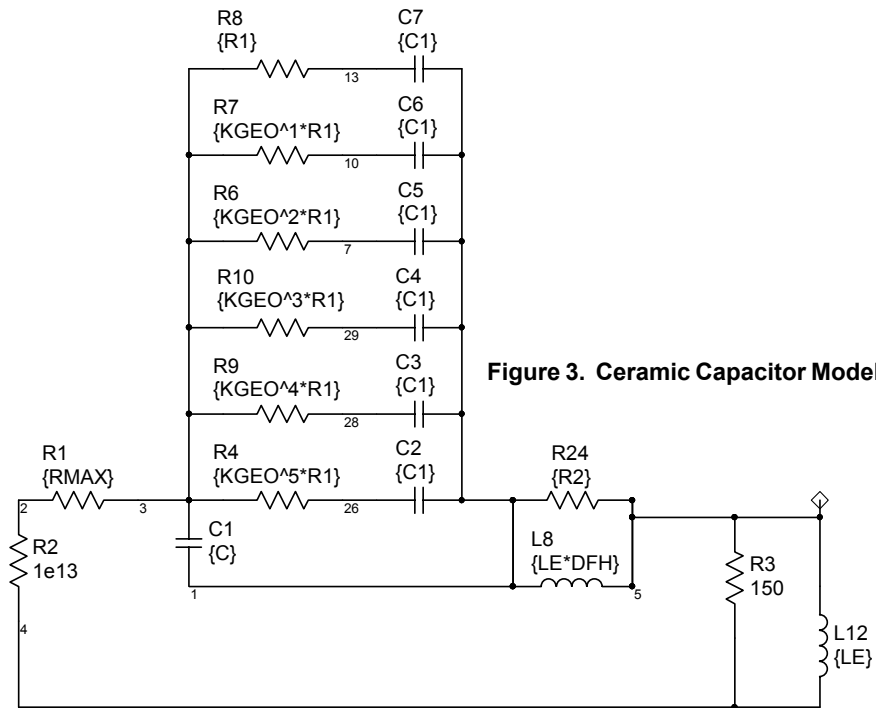 R8
{R1}
C7
{C1}
13
R7
{KGEO^1*R1}
C6
{C1}
10
R6
{KGEO^2*R1}
C5
{C1}
7
R10
{KGEO^3*R1}
C4
{C1}
29
R9
{KGEO^4*R1}
C3
{C1}
28
Figure 3. Ceramic Capacitor Model
R4
{KGEO^5*R1}
C2
{C1}
26
R1
{RMAX}
2
3
R24
{R2}
R2
1e13
C1
{C}
L8
{LE*DFH}
R3
150
1
5
4
L12
{LE}